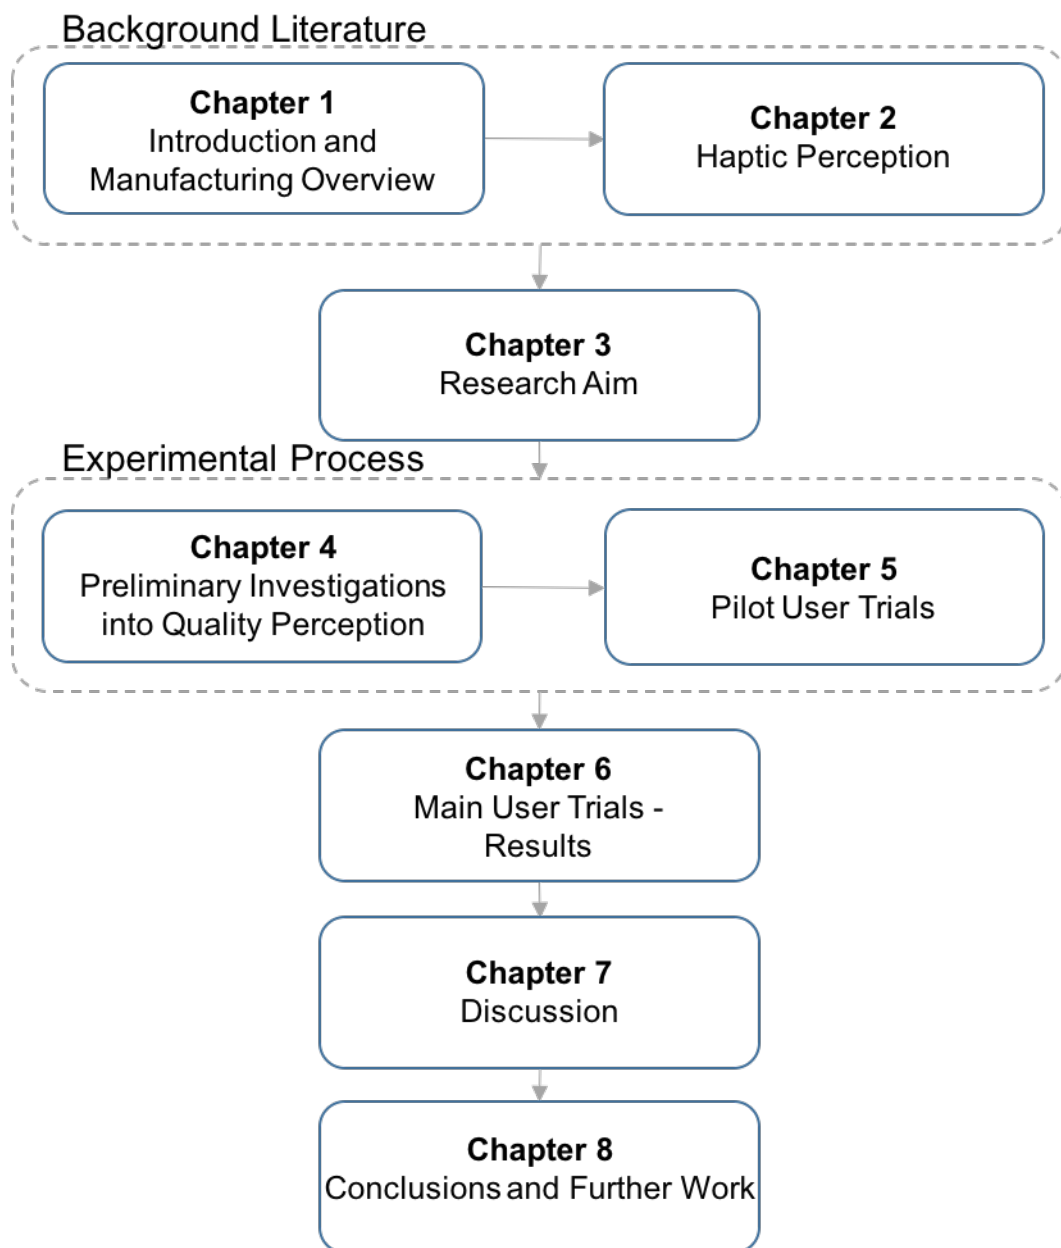 Background Literature
Chapter 1
Introduction and
Manufacturing Overview
Chapter 2
Haptic Perception
Chapter 3
Research Aim
Experimental Process
Chapter 4
Preliminary Investigations
into Quality Perception
Chapter 5
Pilot User Trials
Chapter 6
Main User Trials -
Results
Chapter 7
Discussion
Chapter 8
Conclusions and Further Work